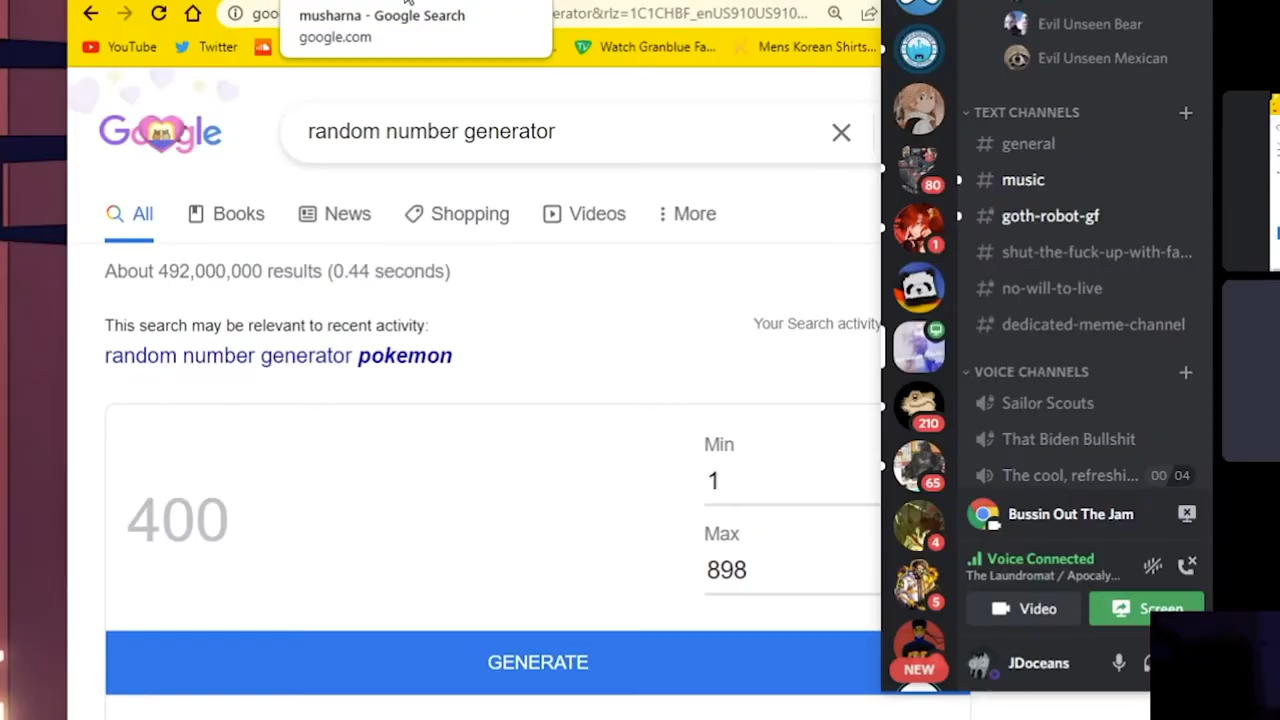 musharna - Google Search
google.com
goo
erator&rlz=1C1CHBF_enUS910US910...
YouTube
Twitter
Watch Granblue Fa...
Mens Korean Shirts...
Google
random number generator
All
Books
News
Shopping
Videos
More
About 492,000,000 results (0.44 seconds)
This search may be relevant to recent activity:
Your Search activity
random number generator pokemon
400
Min
1
Max
898
GENERATE
Evil Unseen Bear
Evil Unseen Mexican
TEXT CHANNELS
general
music
goth-robot-gf
shut-the-fuck-up-with-fa...
no-will-to-live
dedicated-meme-channel
VOICE CHANNELS
Sailor Scouts
That Biden Bullshit
The cool, refreshi...
00 04
Bussin Out The Jam
Voice Connected
The Laundromat / Apocaly...
Video
Screen
JDoceans
80
1
210
65
4
5
NEW